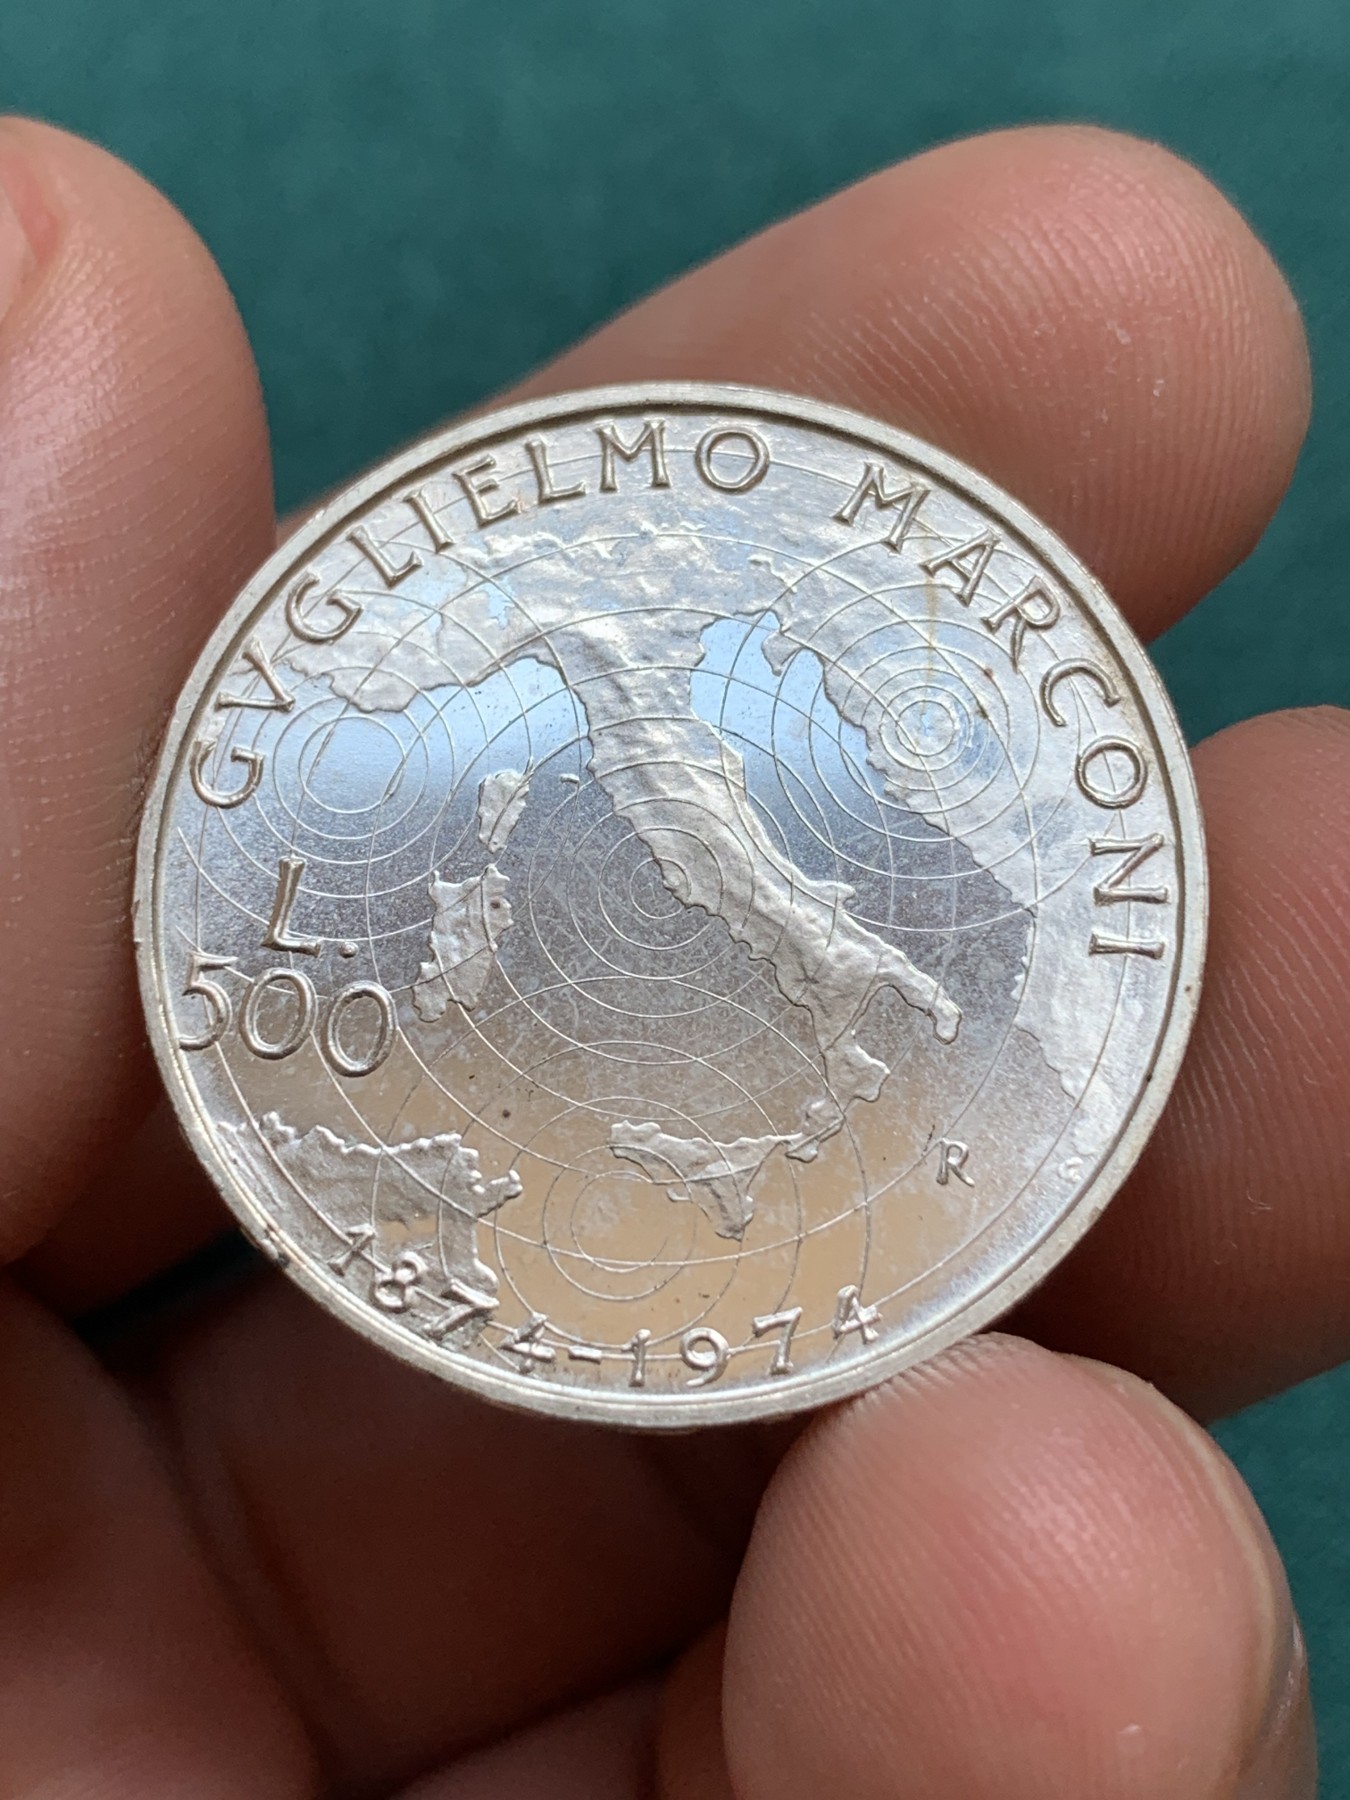 GVGLIELMO MARCONI
L.
500
R
1874-1974